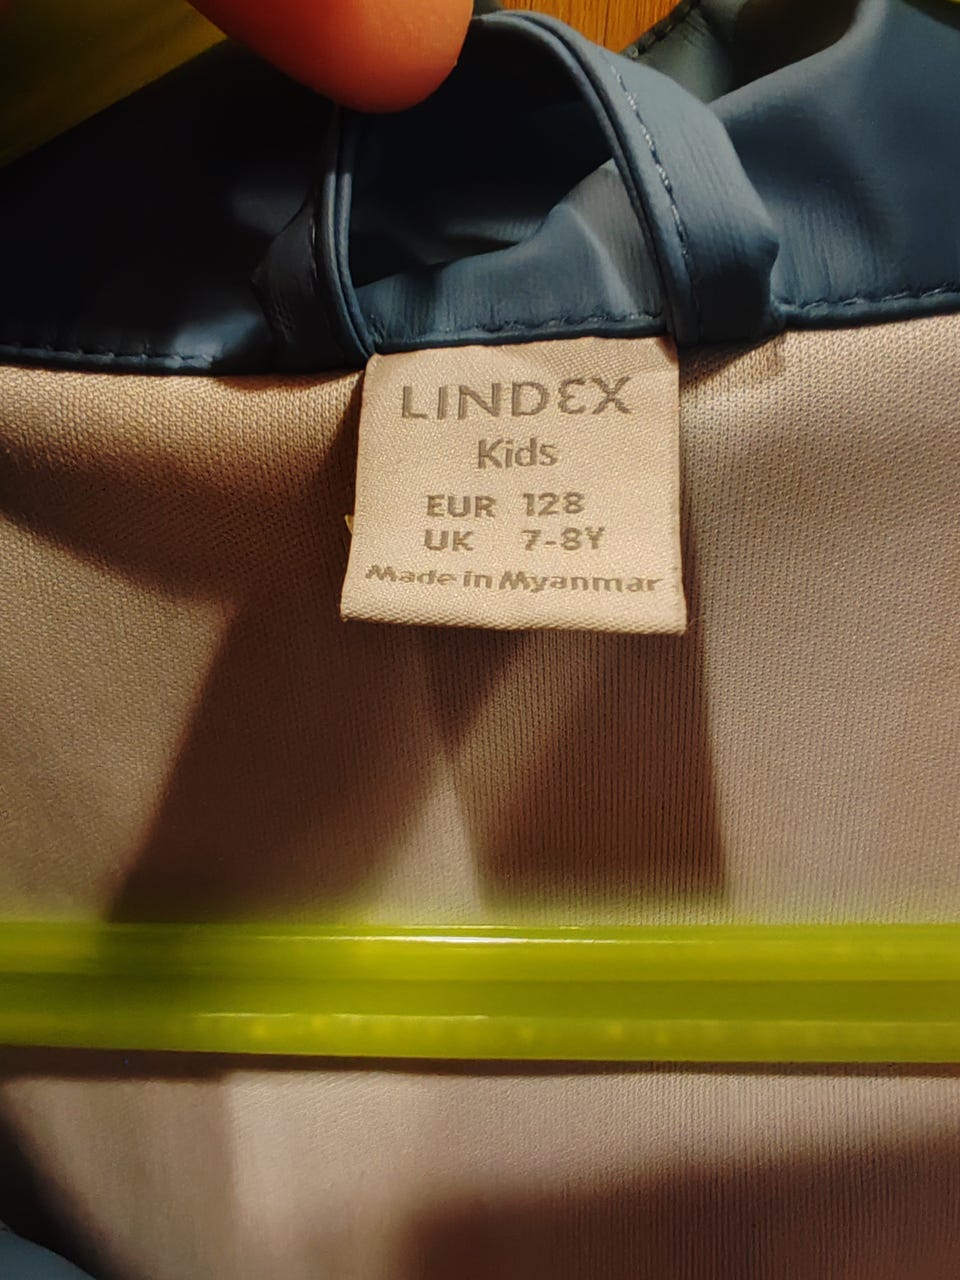 LINDEX
Kids
EUR 128
UK 7-8Y
Made in Myanmar